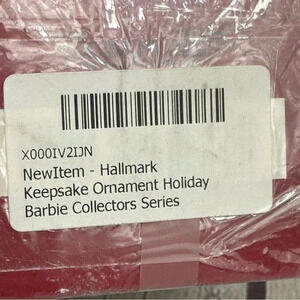 X000IV2IJN
NewItem - Hallmark
Keepsake Ornament Holiday
Barbie Collectors Series